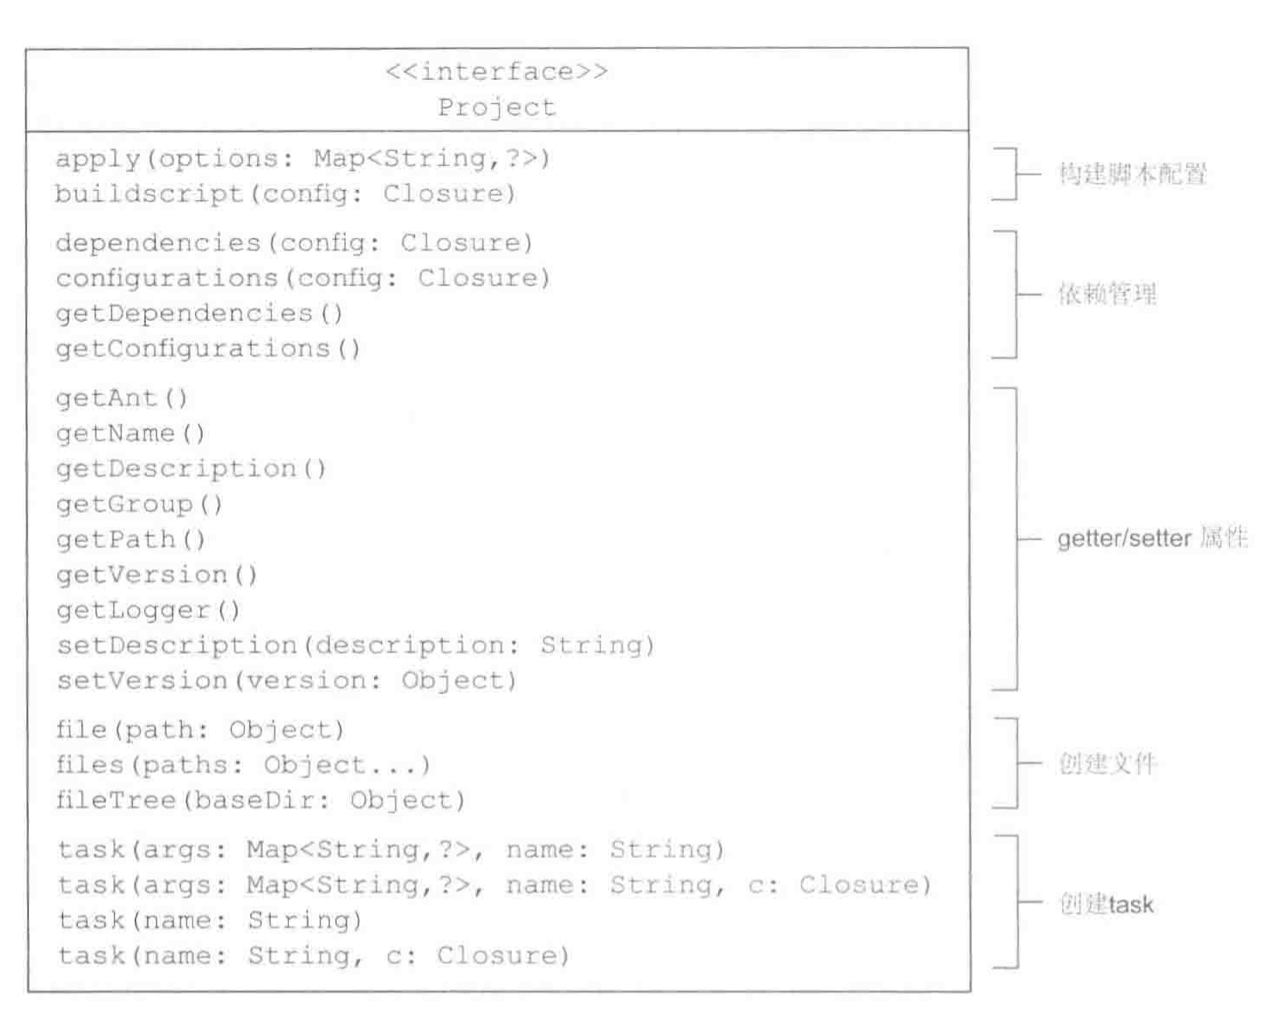 <<interface>>
Project
apply(options: Map<String,?>)
buildscript(config: Closure)
构建脚本配置
dependencies(config: Closure)
configurations(config: Closure)
getDependencies()
getConfigurations()
依赖管理
getAnt()
getName()
getDescription()
getGroup()
getPath()
getVersion()
getLogger()
setDescription(description: String)
setVersion(version: Object)
getter/setter 属性
file(path: Object)
files(paths: Object...)
fileTree(baseDir: Object)
创建文件
task(args: Map<String,?>, name: String)
task(args: Map<String,?>, name: String, c: Closure)
task(name: String)
task(name: String, c: Closure)
创建task